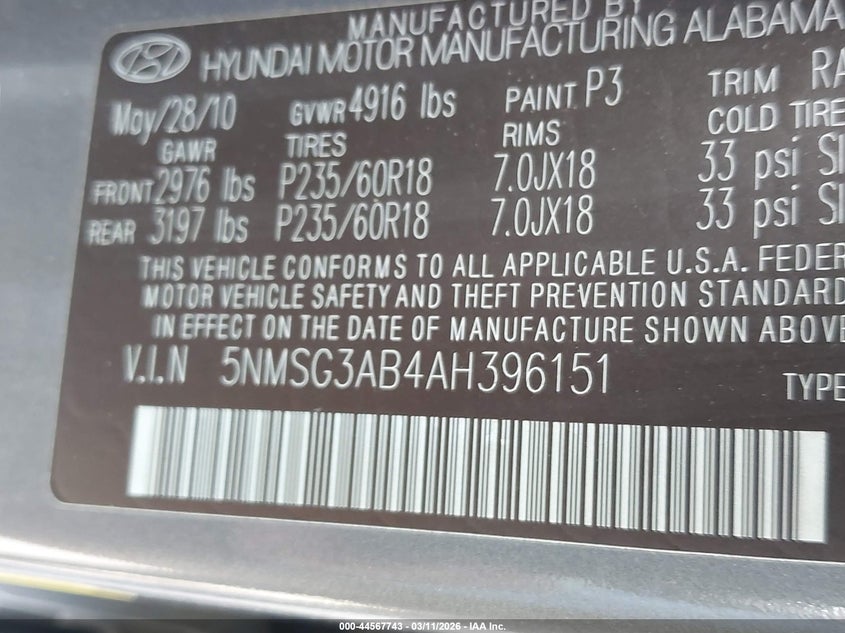 MANUFACTURED BY
HYUNDAI MOTOR MANUFACTURING ALABAMA
May/28/10 GVWR 4916 lbs PAINT P3 TRIM RA
GAWR TIRES RIMS COLD TIRE
FRONT 2976 lbs P235/60R18 7.0JX18 33 psi SI
REAR 3197 lbs P235/60R18 7.0JX18 33 psi SI
THIS VEHICLE CONFORMS TO ALL APPLICABLE U.S.A. FEDER
MOTOR VEHICLE SAFETY AND THEFT PREVENTION STANDARD
IN EFFECT ON THE DATE OF MANUFACTURE SHOWN ABOVE
V.I.N 5NMSG3AB4AH396151 TYPE
000-44567743 - 03/11/2026 - IAA Inc.